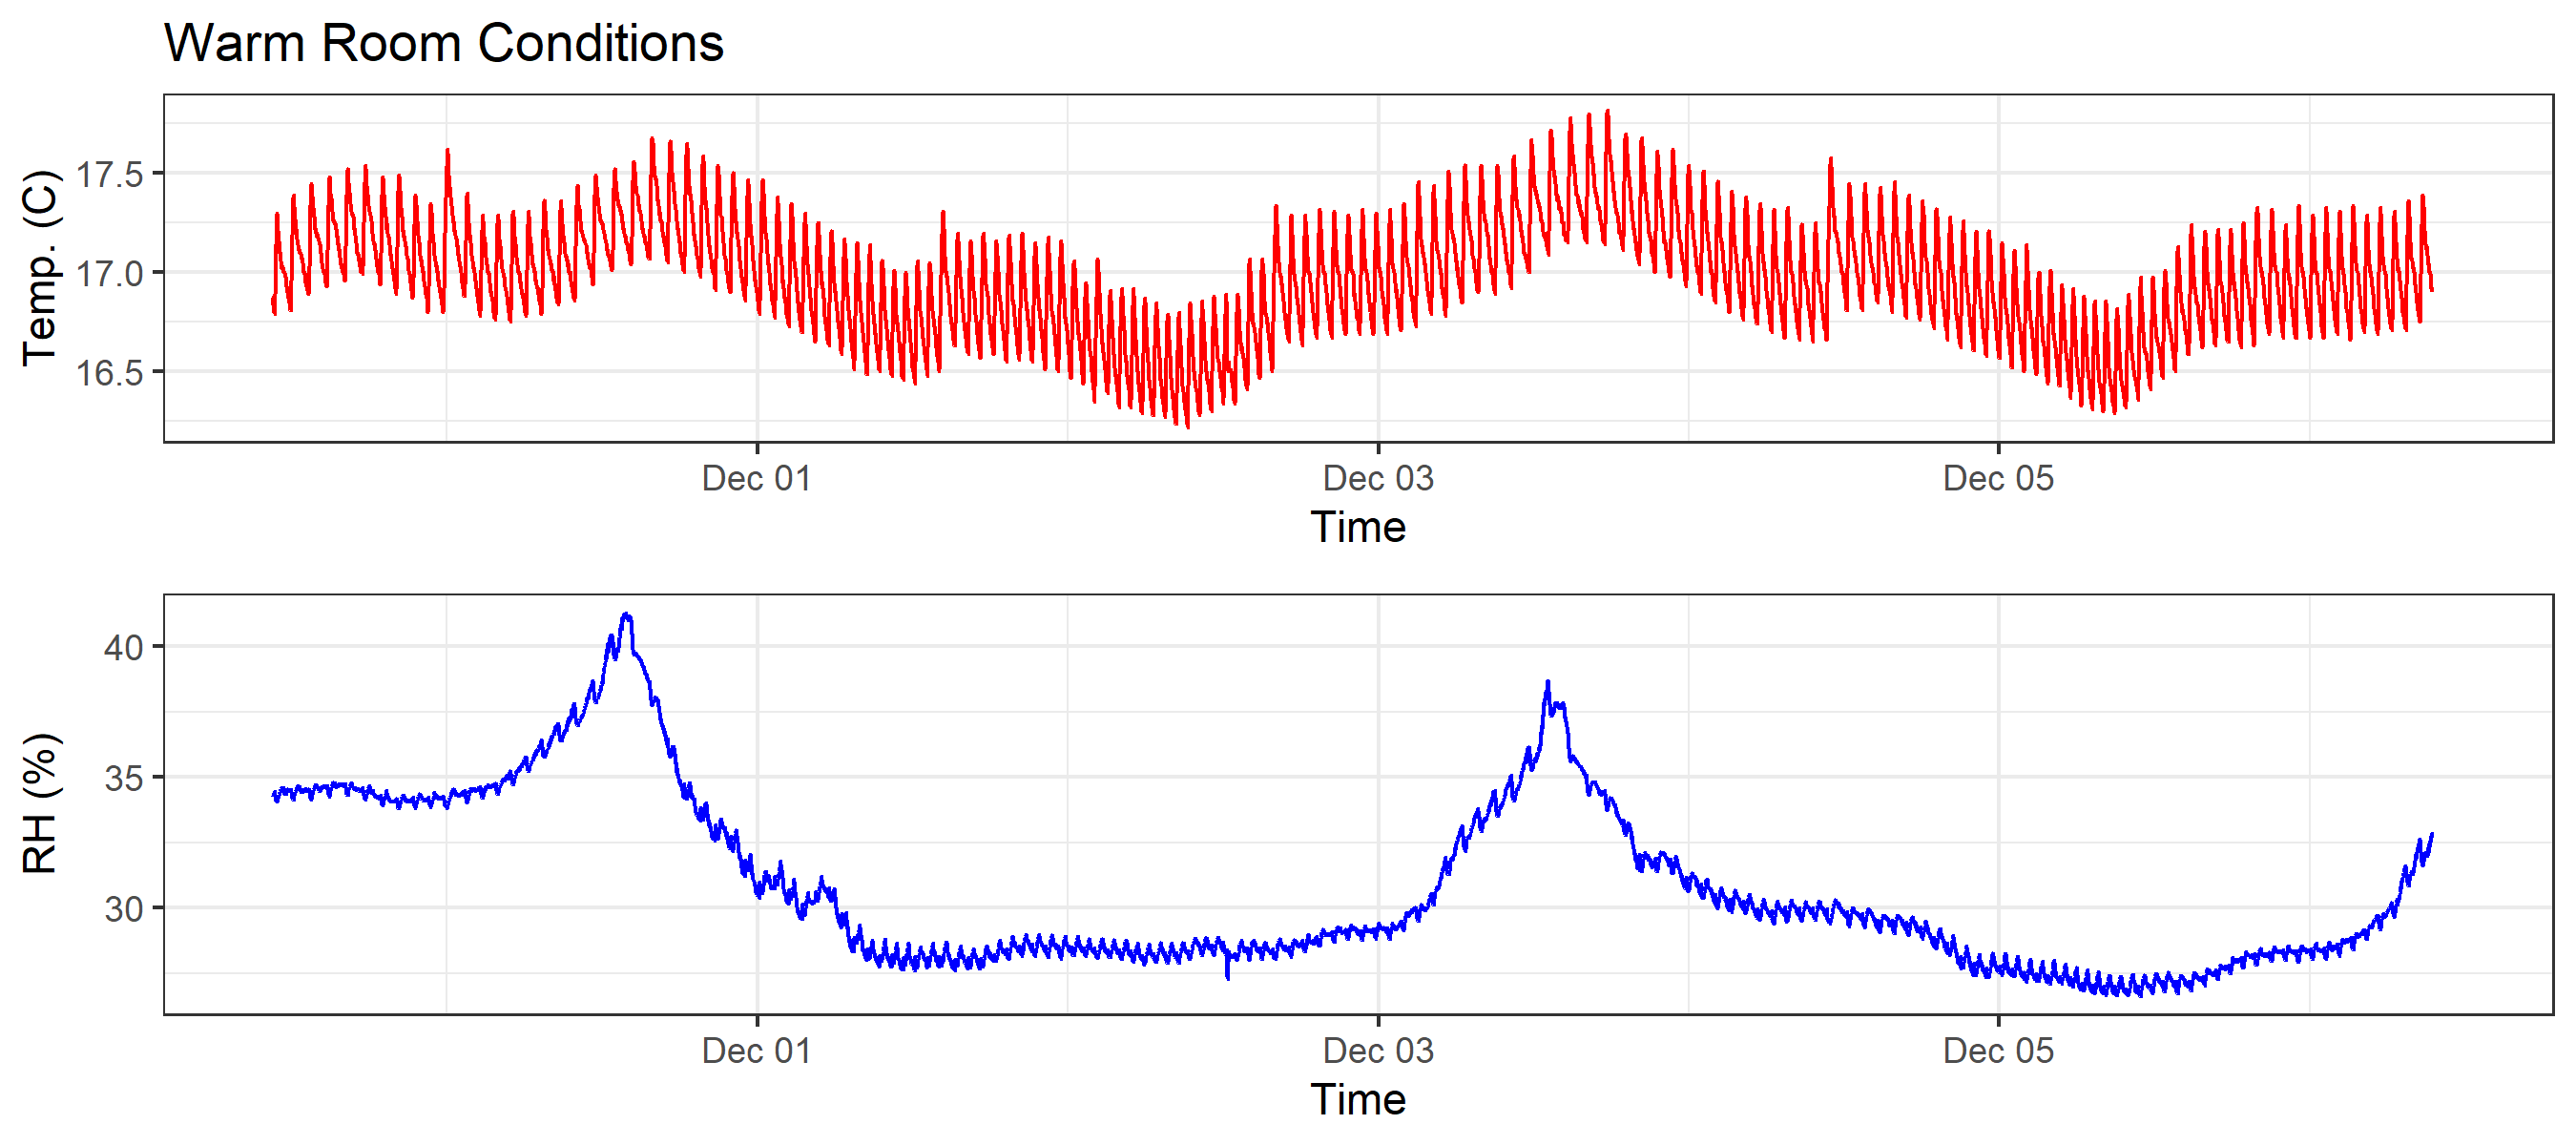 Warm Room Conditions
Temp. (C)
17.5
17.0
16.5
Dec 01 Dec 03 Dec 05
Time
RH (%)
40
35
30
Dec 01 Dec 03 Dec 05
Time